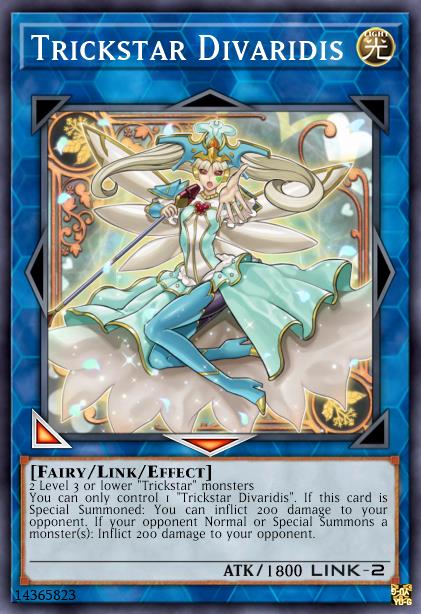 Trickstar Divaridis
LIGHT
光
[Fairy/Link/Effect]
2 Level 3 or lower "Trickstar" monsters
You can only control 1 "Trickstar Divaridis". If this card is
Special Summoned: You can inflict 200 damage to your
opponent. If your opponent Normal or Special Summons a
monster(s): Inflict 200 damage to your opponent.
ATK/1800 LINK-2
14365823